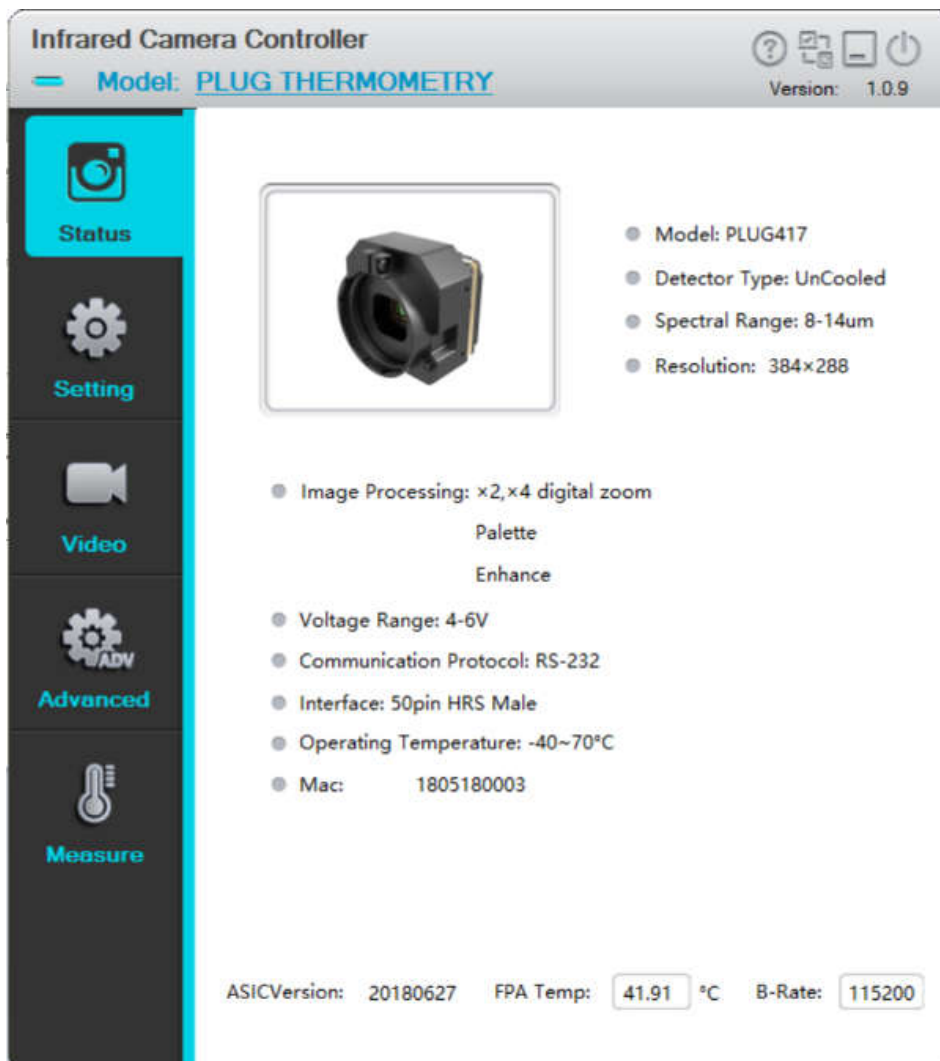 Infrared Camera Controller
Model: PLUG THERMOMETRY
Version: 1.0.9
Status
Setting
Video
ADV
Advanced
Measure
Model: PLUG417
Detector Type: UnCooled
Spectral Range: 8-14um
Resolution: 384×288
Image Processing: ×2,×4 digital zoom
Palette
Enhance
Voltage Range: 4-6V
Communication Protocol: RS-232
Interface: 50pin HRS Male
Operating Temperature: -40~70°C
Mac: 1805180003
ASICVersion: 20180627 FPA Temp: 41.91 °C B-Rate: 115200